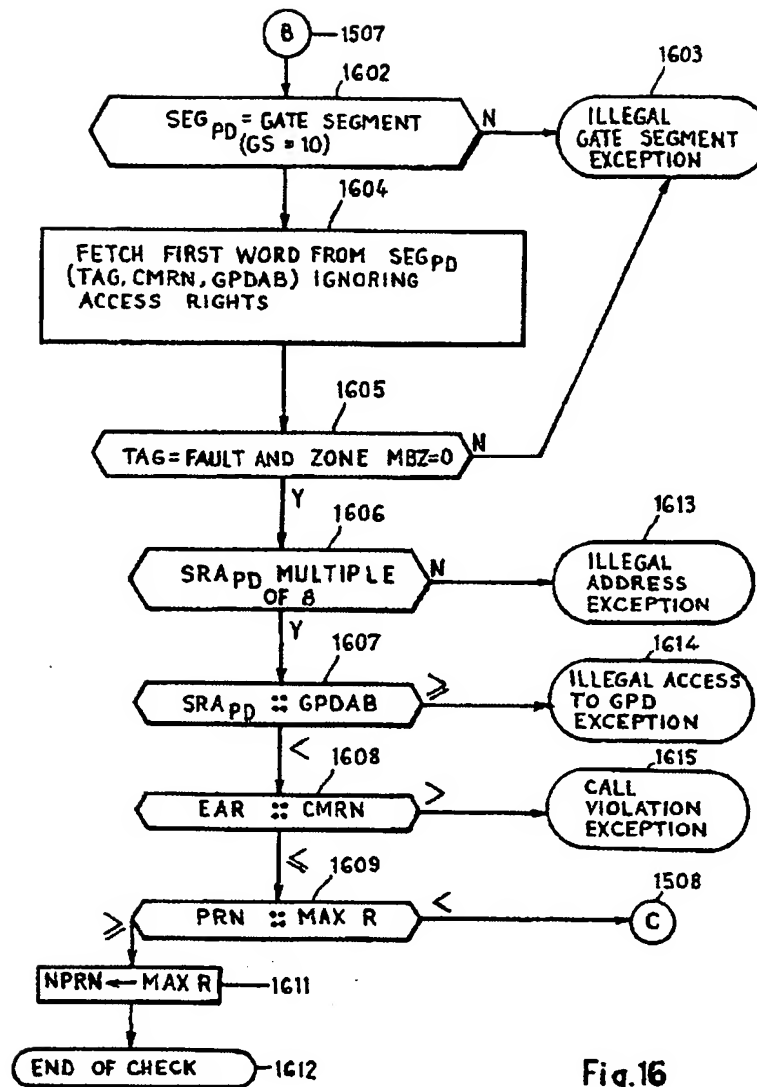 B
1507
1602
1603
SEG PD = GATE SEGMENT
(GS = 10)
N
ILLEGAL
GATE SEGMENT
EXCEPTION
1604
FETCH FIRST WORD FROM SEG PD
(TAG, CMRN, GPDAB) IGNORING
ACCESS RIGHTS
1605
TAG=FAULT AND ZONE MBZ=0
N
Y
1606
1613
SRA PD MULTIPLE
OF 8
N
ILLEGAL
ADDRESS
EXCEPTION
Y
1607
1614
SRA PD :: GPDAB
≥
ILLEGAL ACCESS
TO GPD
EXCEPTION
<
1608
1615
EAR :: CMRN
>
CALL
VIOLATION
EXCEPTION
≤
1609
1508
PRN :: MAX R
<
C
≥
NPRN ← MAX R
1611
END OF CHECK
1612
Fig.16